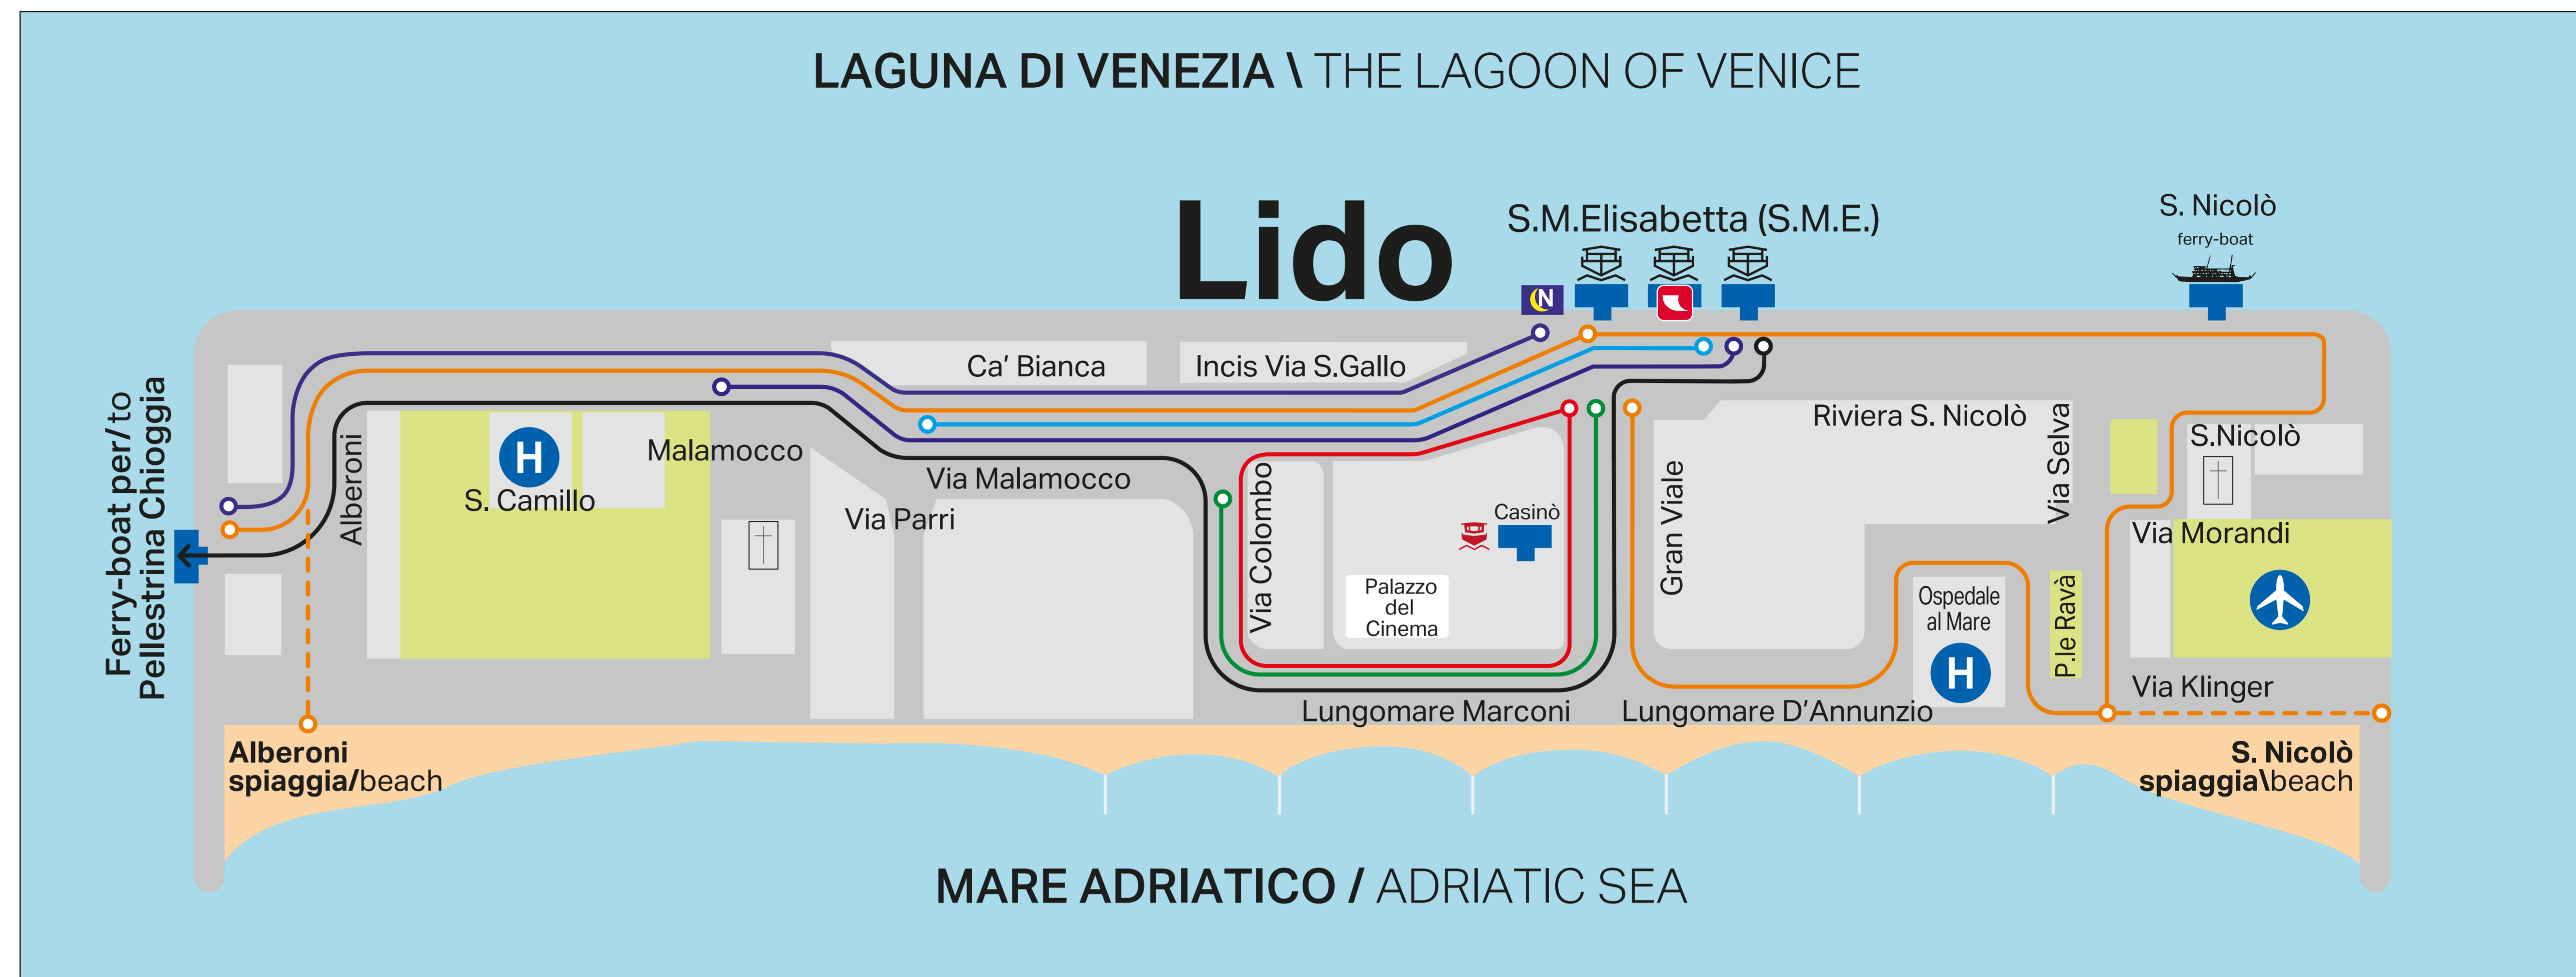 LAGUNA DI VENEZIA \ THE LAGOON OF VENICE
Lido
S.M.Elisabetta (S.M.E.)
S. Nicolò
ferry-boat
N
Ca' Bianca
Incis Via S.Gallo
Riviera S. Nicolò
Via Selva
S.Nicolò
Ferry-boat per/to
Pellestrina Chioggia
Alberoni
H
S. Camillo
Malamocco
Via Malamocco
Via Parri
Via Colombo
Casinò
Palazzo
del
Cinema
Gran Viale
Ospedale
al Mare
H
P.le Ravà
Via Morandi
Via Klinger
Lungomare Marconi
Lungomare D'Annunzio
Alberoni
spiaggia/beach
S. Nicolò
spiaggia\beach
MARE ADRIATICO / ADRIATIC SEA